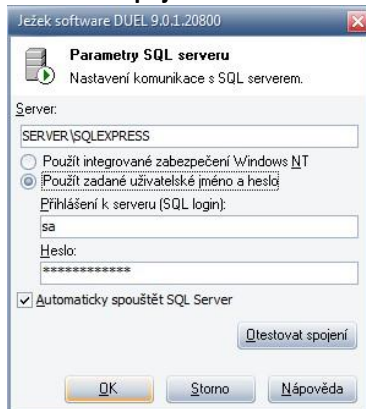 Ježek software DUEL 9.0.1.20800
Parametry SQL serveru
Nastavení komunikace s SQL serverem.
Server:
SERVER\SQLEXPRESS
Použít integrované zabezpečení Windows NT
Použít zadané uživatelské jméno a heslo
Přihlášení k serveru (SQL login):
sa
Heslo:
************
Automaticky spouštět SQL Server
Otestovat spojení
OK Storno Nápověda